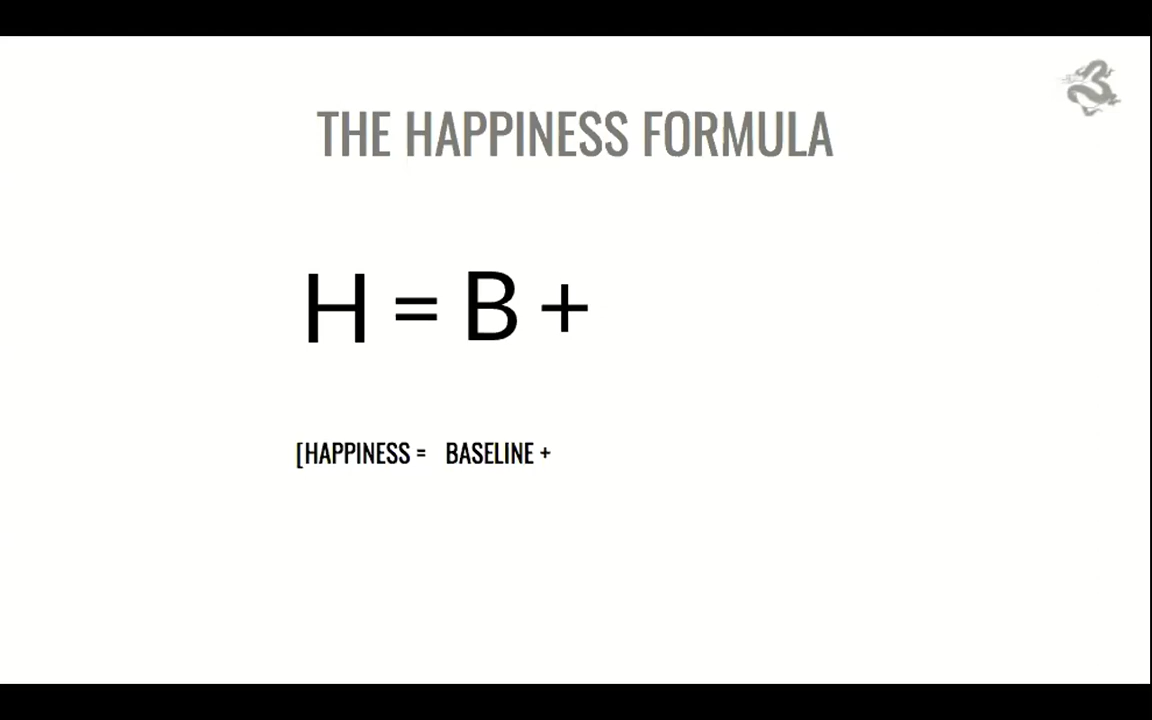 THE HAPPINESS FORMULA
H = B +
[HAPPINESS = BASELINE +